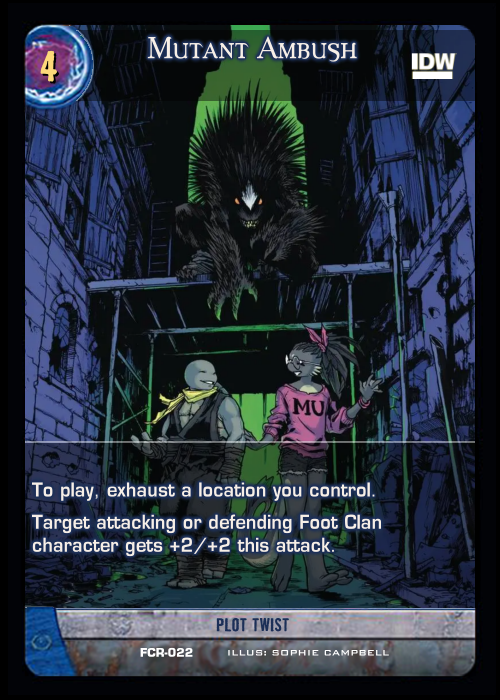 Mutant Ambush
4
IDW
MU
To play, exhaust a location you control.
Target attacking or defending Foot Clan
character gets +2/+2 this attack.
PLOT TWIST
FCR-022 ILLUS: SOPHIE CAMPBELL